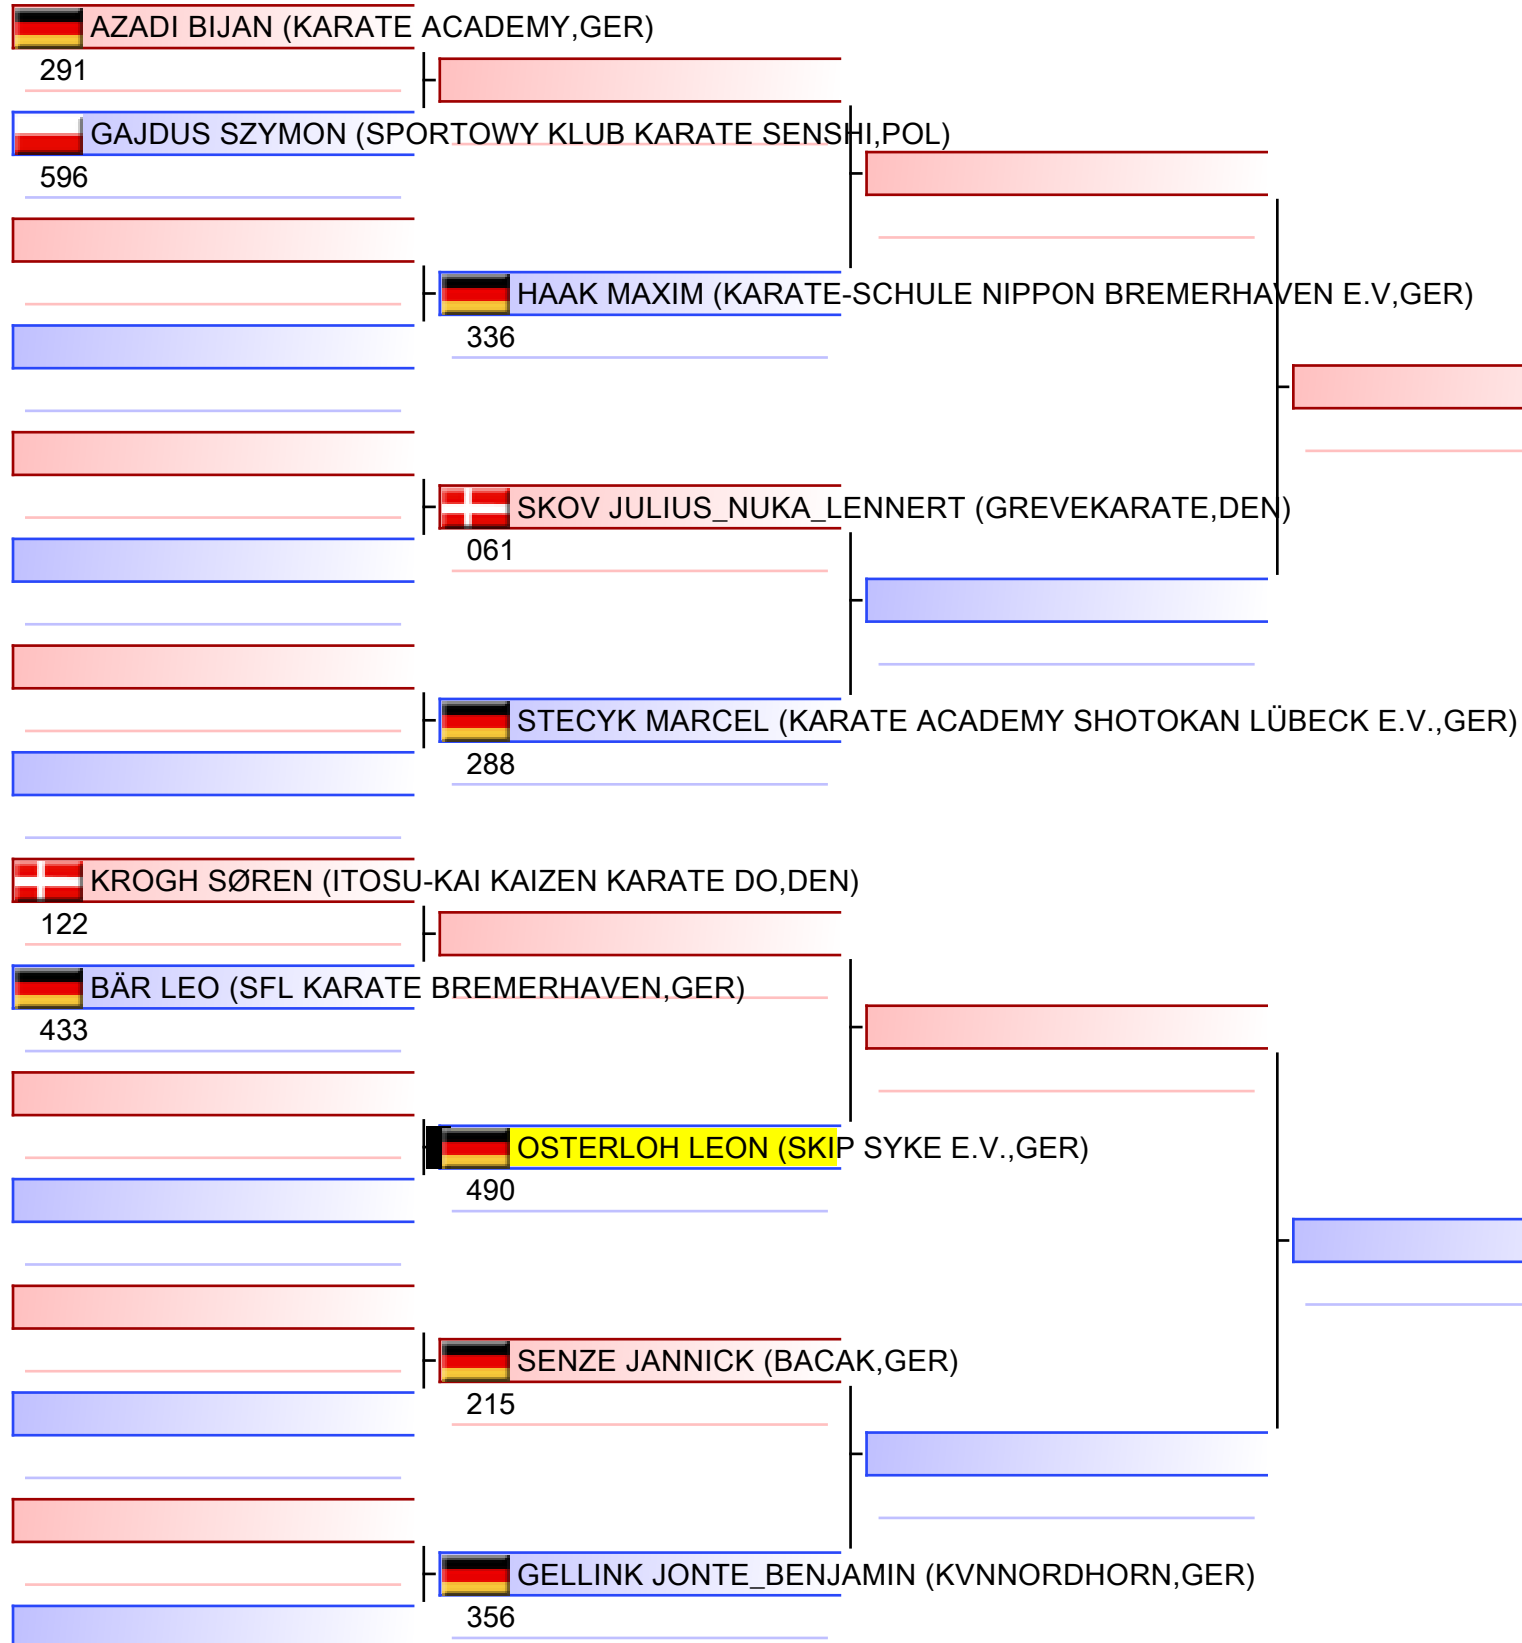 AZADI BIJAN (KARATE ACADEMY,GER)
291
GAJDUS SZYMON (SPORTOWY KLUB KARATE SENSHI,POL)
596
HAAK MAXIM (KARATE-SCHULE NIPPON BREMERHAVEN E.V,GER)
336
SKOV JULIUS_NUKA_LENNERT (GREVEKARATE,DEN)
061
STECYK MARCEL (KARATE ACADEMY SHOTOKAN LÜBECK E.V.,GER)
288
KROGH SØREN (ITOSU-KAI KAIZEN KARATE DO,DEN)
122
BÄR LEO (SFL KARATE BREMERHAVEN,GER)
433
OSTERLOH LEON (SKIP SYKE E.V.,GER)
490
SENZE JANNICK (BACAK,GER)
215
GELLINK JONTE_BENJAMIN (KVNNORDHORN,GER)
356